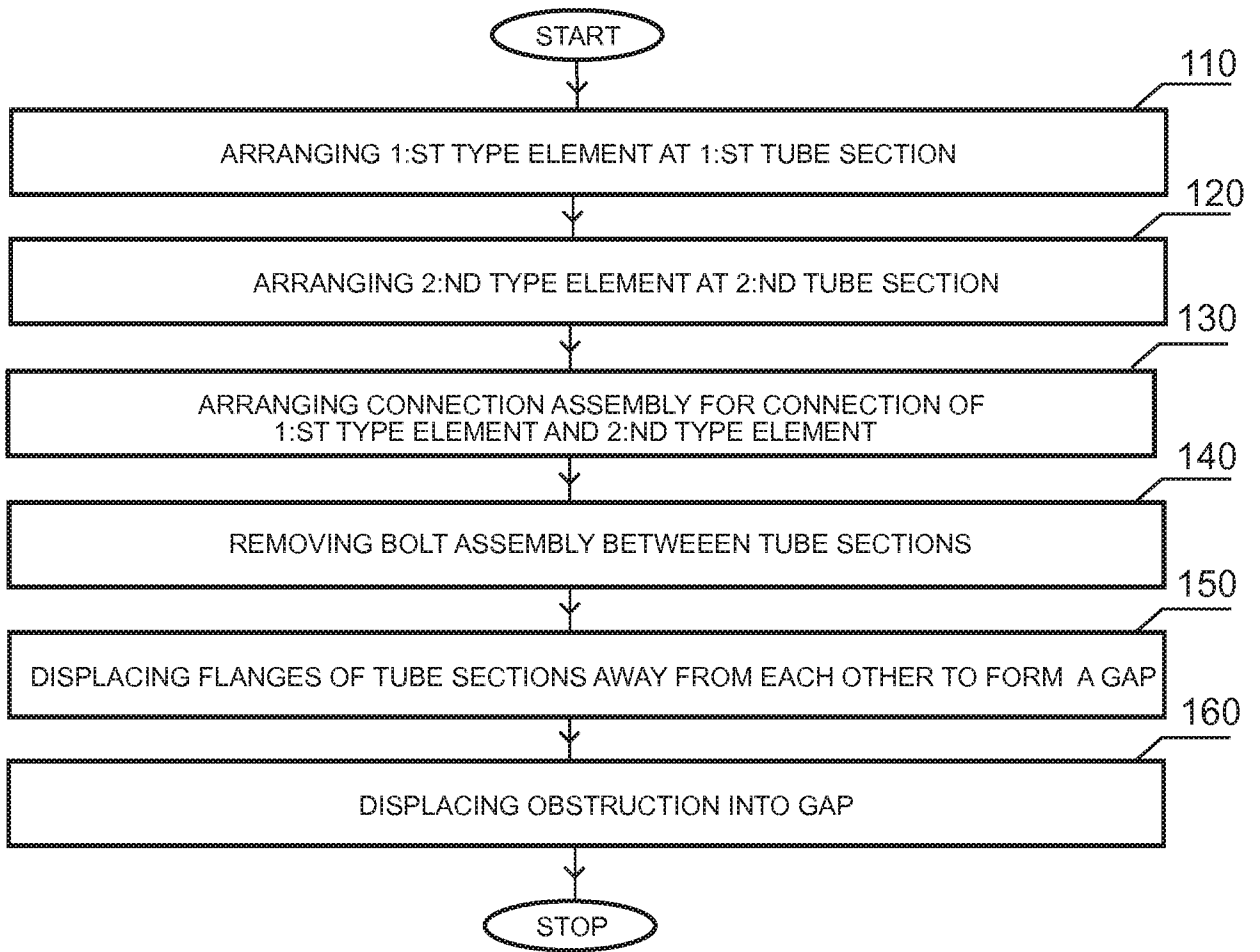 START
110
ARRANGING 1:ST TYPE ELEMENT AT 1:ST TUBE SECTION
120
ARRANGING 2:ND TYPE ELEMENT AT 2:ND TUBE SECTION
130
ARRANGING CONNECTION ASSEMBLY FOR CONNECTION OF
1:ST TYPE ELEMENT AND 2:ND TYPE ELEMENT
140
REMOVING BOLT ASSEMBLY BETWEEEN TUBE SECTIONS
150
DISPLACING FLANGES OF TUBE SECTIONS AWAY FROM EACH OTHER TO FORM A GAP
160
DISPLACING OBSTRUCTION INTO GAP
STOP